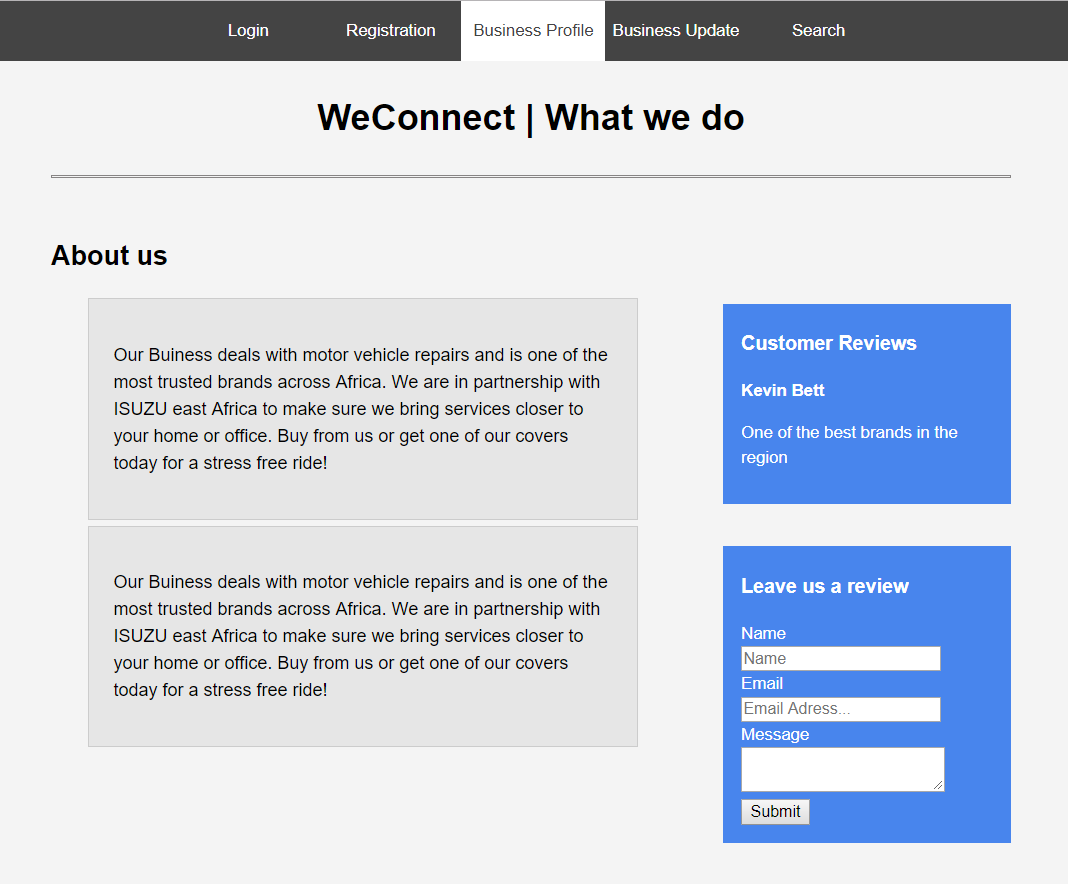 Login Registration Business Profile Business Update Search
WeConnect | What we do
About us
Our Buiness deals with motor vehicle repairs and is one of the
most trusted brands across Africa. We are in partnership with
ISUZU east Africa to make sure we bring services closer to
your home or office. Buy from us or get one of our covers
today for a stress free ride!
Our Buiness deals with motor vehicle repairs and is one of the
most trusted brands across Africa. We are in partnership with
ISUZU east Africa to make sure we bring services closer to
your home or office. Buy from us or get one of our covers
today for a stress free ride!
Customer Reviews
Kevin Bett
One of the best brands in the
region
Leave us a review
Name
Name
Email
Email Adress...
Message
Submit